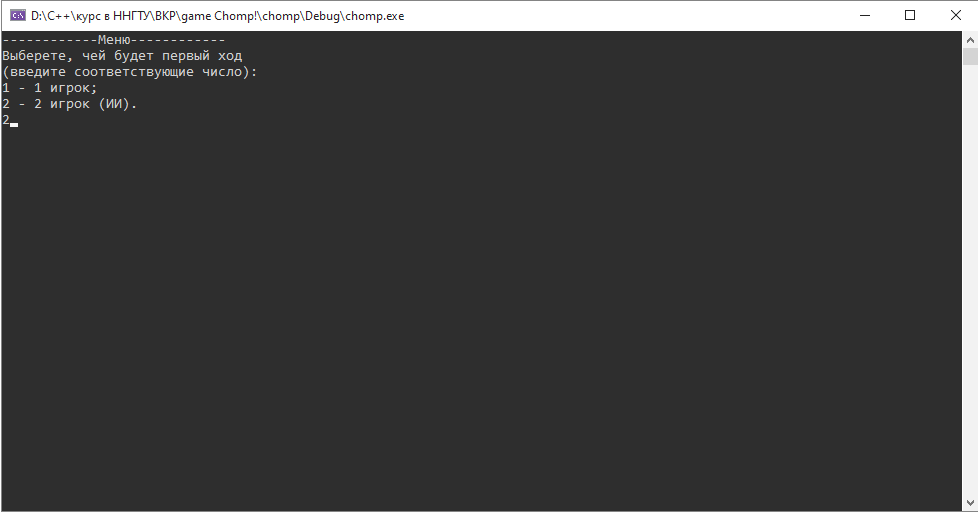 D:\C++\курс в ННГТУ\ВКР\game Chomp!\chomp\Debug\chomp.exe
------------Меню------------
Выберете, чей будет первый ход
(введите соответствующие число):
1 - 1 игрок;
2 - 2 игрок (ИИ).
2